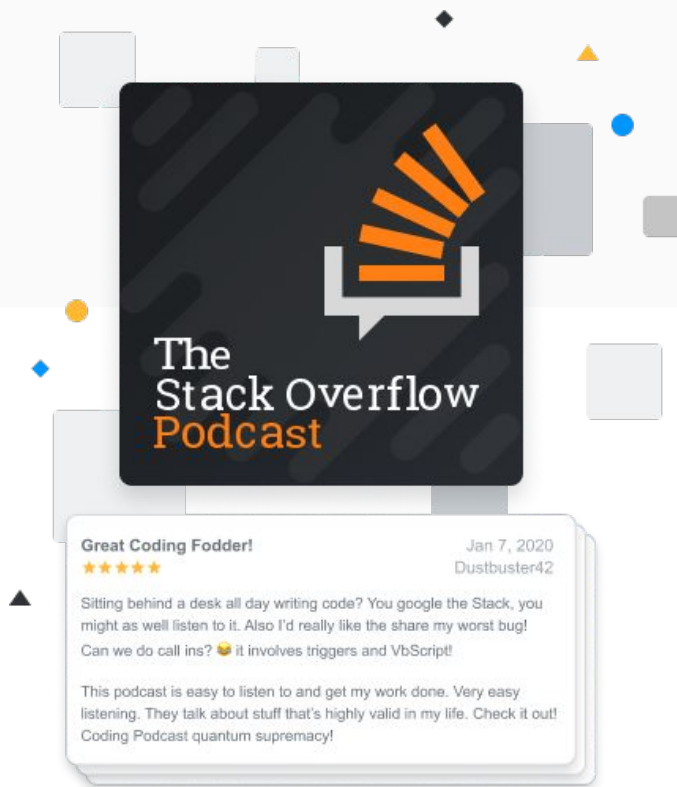 The
Stack Overflow
Podcast
Great Coding Fodder!
Jan 7, 2020
Dustbuster42
Sitting behind a desk all day writing code? You google the Stack, you
might as well listen to it. Also I'd really like the share my worst bug!
Can we do call ins? 😂 it involves triggers and VbScript!
This podcast is easy to listen to and get my work done. Very easy
listening. They talk about stuff that's highly valid in my life. Check it out!
Coding Podcast quantum supremacy!